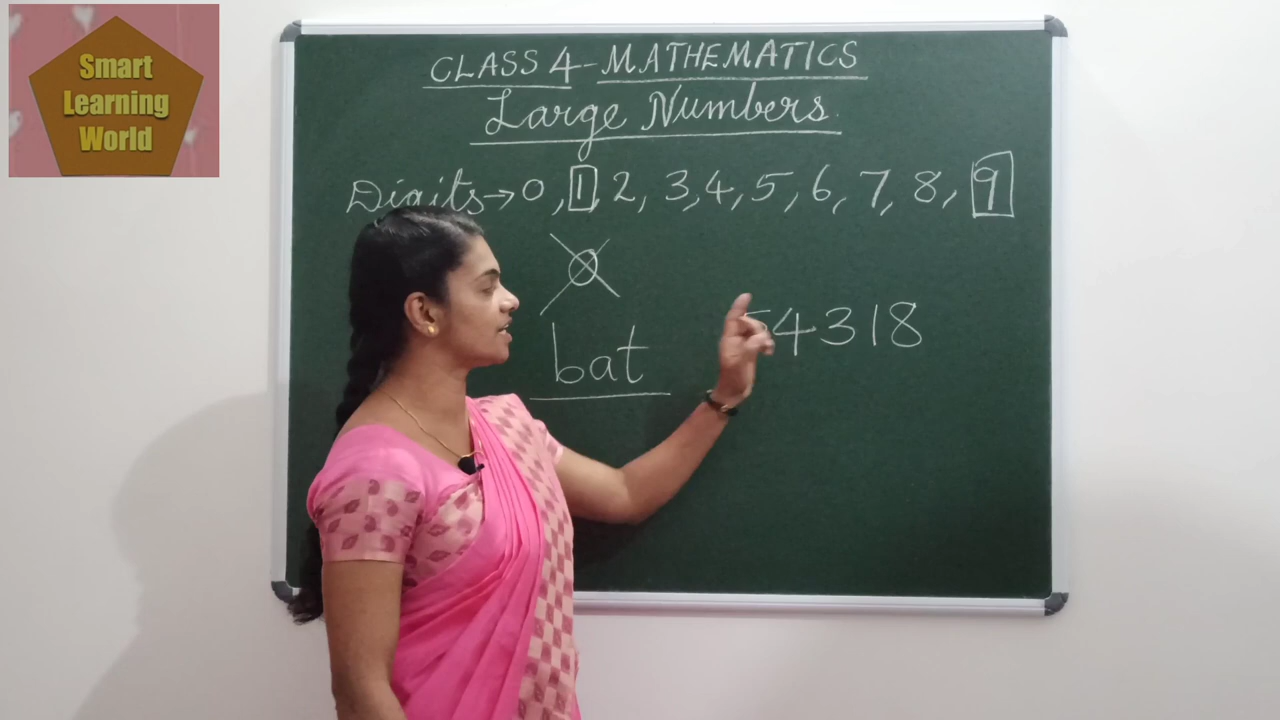 Smart
Learning
World
CLASS 4 - MATHEMATICS
Large Numbers
Digits → 0, 1, 2, 3, 4, 5, 6, 7, 8, 9
0
bat
54318